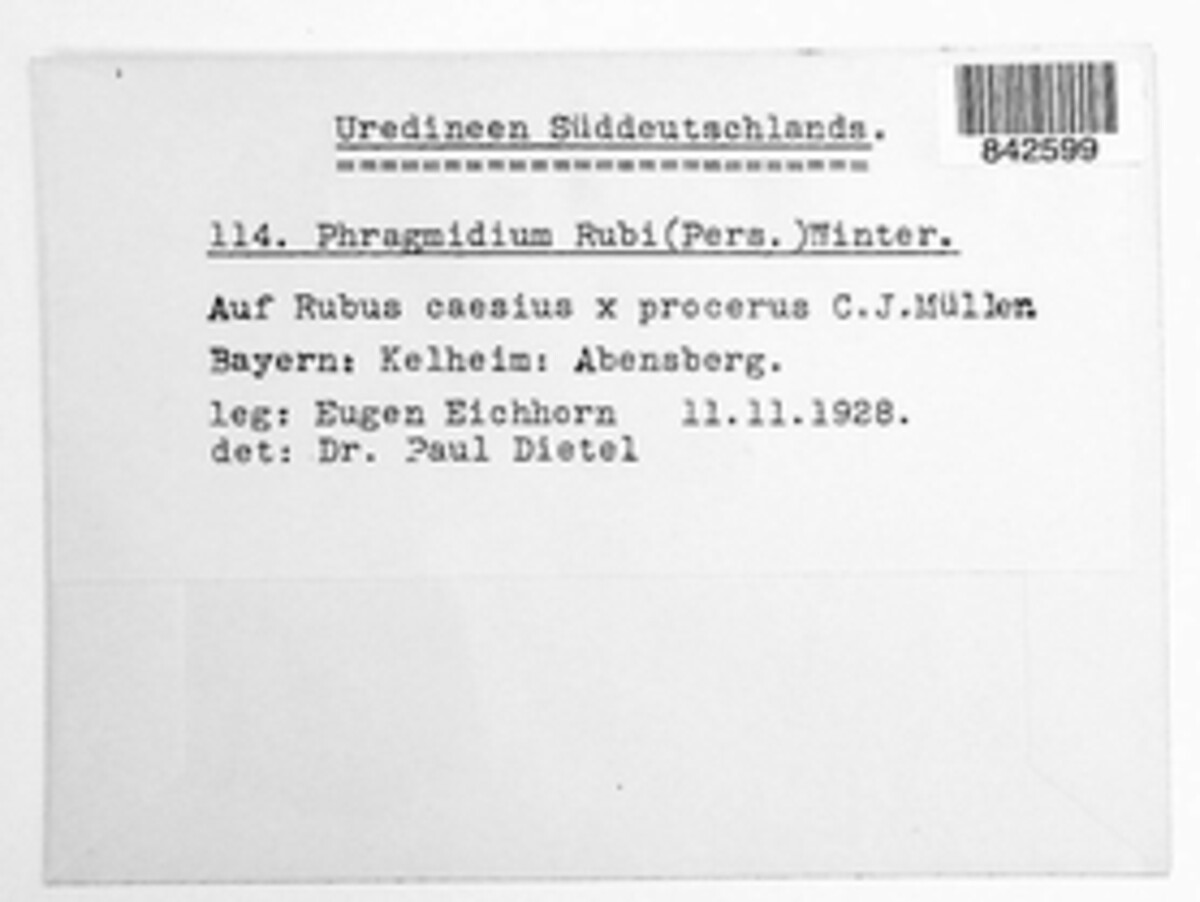 842599
Uredineen Süddeutschlands.
114. Phragmidium Rubi(Pers.)Winter.
Auf Rubus caesius x procerus C.J.Müllen
Bayern: Kelheim: Abensberg.
leg: Eugen Eichhorn 11.11.1928.
det: Dr. Paul Dietel